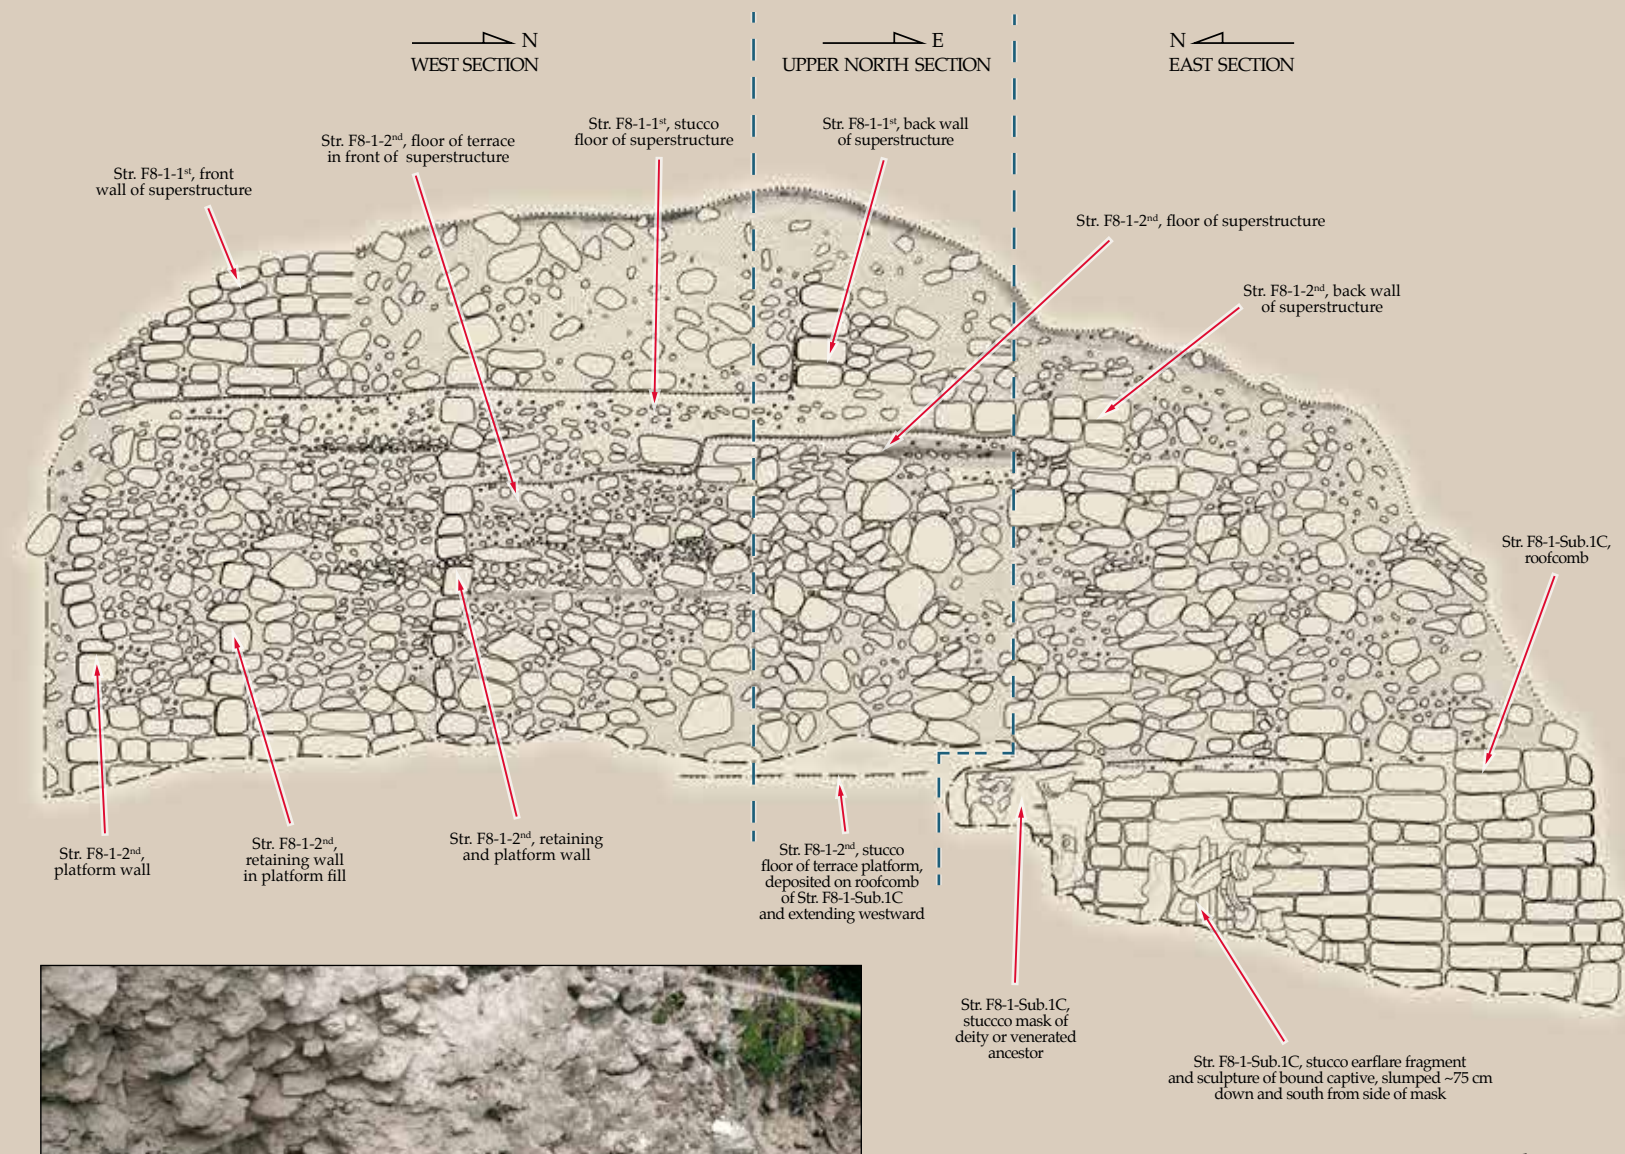 N
WEST SECTION
E
UPPER NORTH SECTION
N
EAST SECTION
Str. F8-1-1st, front
wall of superstructure
Str. F8-1-2nd, floor of terrace
in front of superstructure
Str. F8-1-1st, stucco
floor of superstructure
Str. F8-1-1st, back wall
of superstructure
Str. F8-1-2nd, floor of superstructure
Str. F8-1-2nd, back wall
of superstructure
Str. F8-1-Sub.1C,
roofcomb
Str. F8-1-2nd,
platform wall
Str. F8-1-2nd,
retaining wall
in platform fill
Str. F8-1-2nd, retaining
and platform wall
Str. F8-1-2nd, stucco
floor of terrace platform,
deposited on roofcomb
of Str. F8-1-Sub.1C
and extending westward
Str. F8-1-Sub.1C,
stuccco mask of
deity or venerated
ancestor
Str. F8-1-Sub.1C, stucco earflare fragment
and sculpture of bound captive, slumped ~75 cm
down and south from side of mask